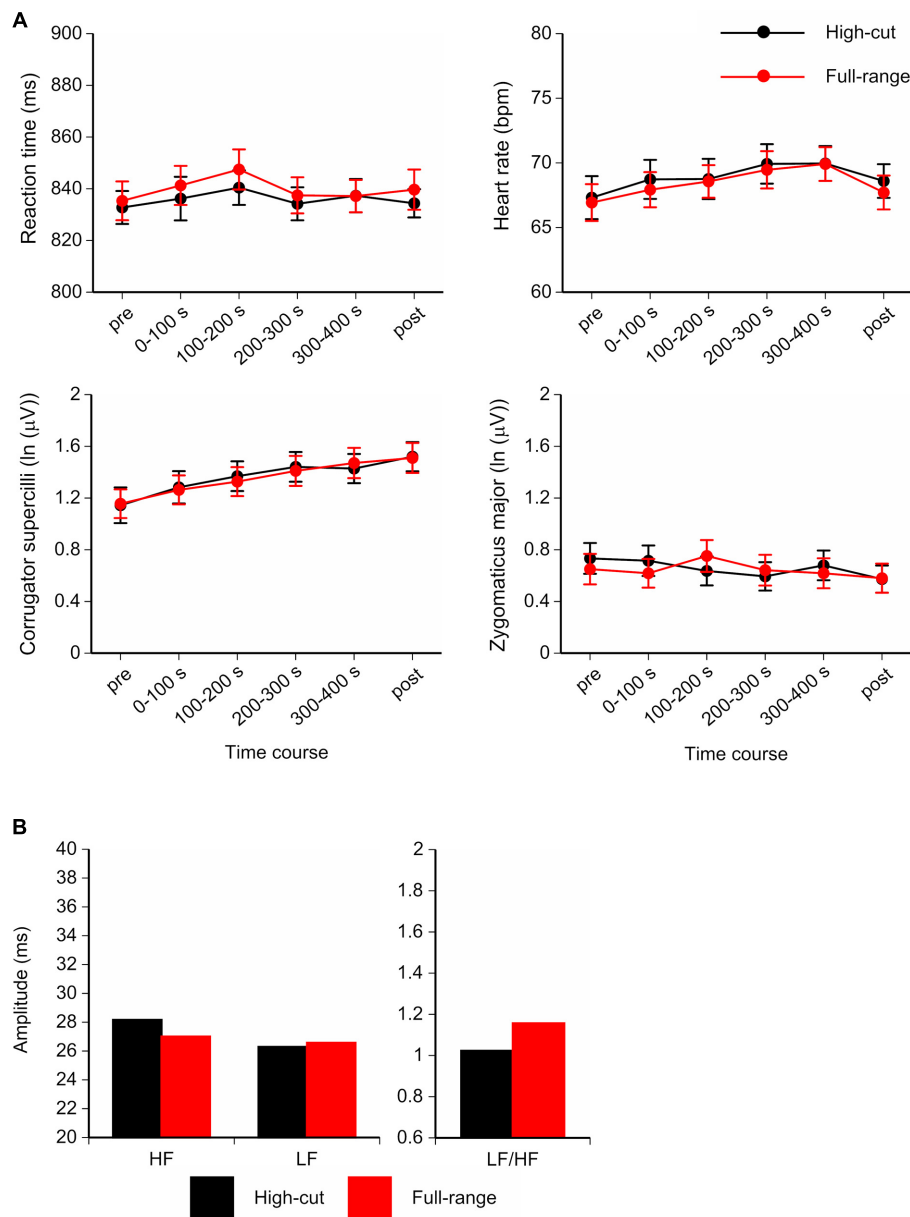 A
Reaction time (ms)
900
880
860
840
820
800
pre
0-100 s
100-200 s
200-300 s
300-400 s
post
Heart rate (bpm)
80
75
70
65
60
High-cut
Full-range
pre
0-100 s
100-200 s
200-300 s
300-400 s
post
Corrugator supercilli (ln (μV))
2
1.6
1.2
0.8
0.4
0
pre
0-100 s
100-200 s
200-300 s
300-400 s
post
Time course
Zygomaticus major (ln (μV))
2
1.6
1.2
0.8
0.4
0
pre
0-100 s
100-200 s
200-300 s
300-400 s
post
Time course
B
Amplitude (ms)
40
38
36
34
32
30
28
26
24
22
20
HF
LF
2
1.8
1.6
1.4
1.2
1
0.8
0.6
LF/HF
High-cut
Full-range